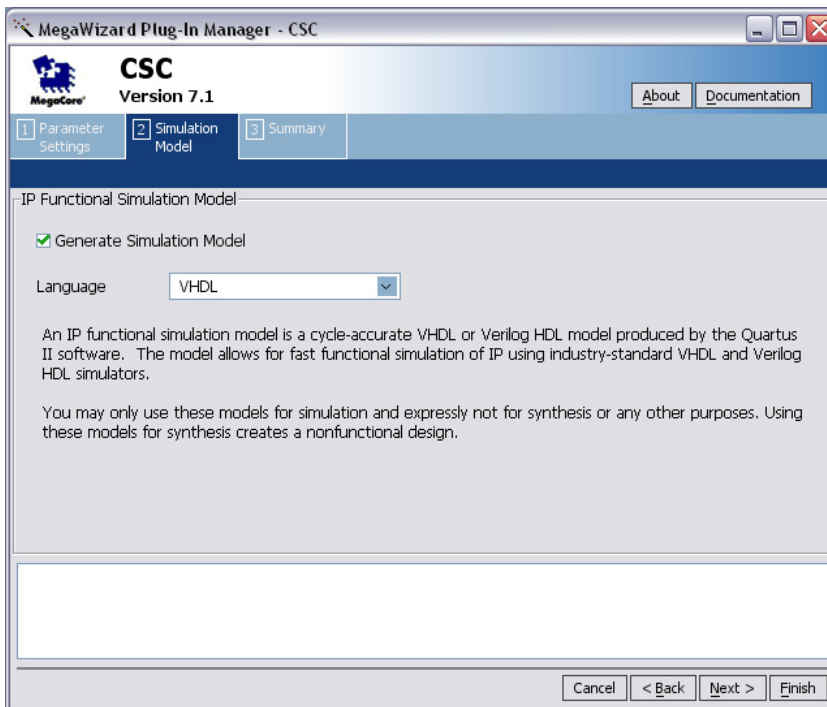 MegaWizard Plug-In Manager - CSC
MegaCore®
CSC
Version 7.1
About
Documentation
1 Parameter
Settings
2 Simulation
Model
3 Summary
IP Functional Simulation Model
Generate Simulation Model
Language
VHDL
An IP functional simulation model is a cycle-accurate VHDL or Verilog HDL model produced by the Quartus
II software. The model allows for fast functional simulation of IP using industry-standard VHDL and Verilog
HDL simulators.
You may only use these models for simulation and expressly not for synthesis or any other purposes. Using
these models for synthesis creates a nonfunctional design.
Cancel
< Back
Next >
Finish